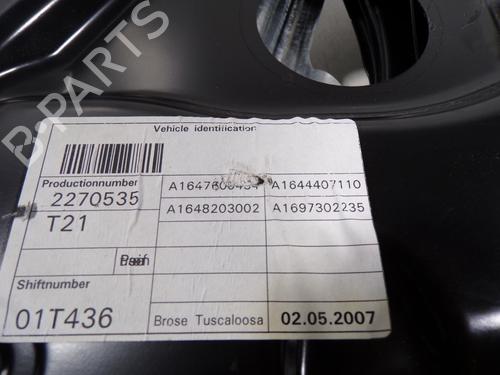 Vehicle identification
Productionnumber
2270535
A1644407110
T21
A1648203002
A1697302235
Shiftnumber
01T436
Brose Tuscaloosa
02.05.2007
B-PARTS